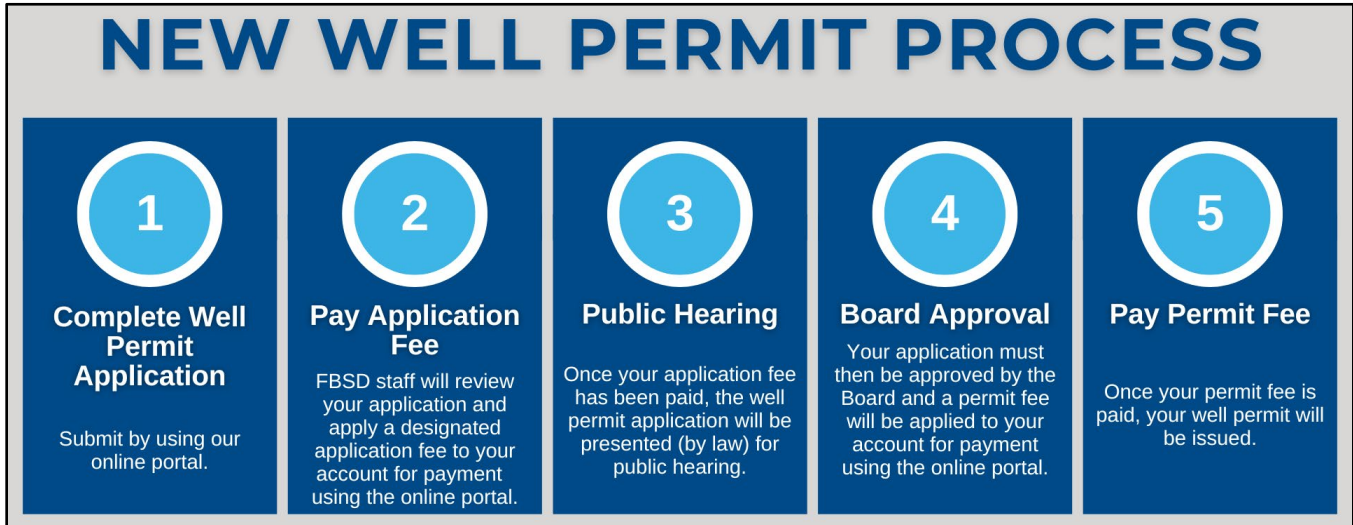 NEW WELL PERMIT PROCESS
1
Complete Well
Permit
Application
Submit by using our
online portal.
2
Pay Application
Fee
FBSD staff will review
your application and
apply a designated
application fee to your
account for payment
using the online portal.
3
Public Hearing
Once your application fee
has been paid, the well
permit application will be
presented (by law) for
public hearing.
4
Board Approval
Your application must
then be approved by the
Board and a permit fee
will be applied to your
account for payment
using the online portal.
5
Pay Permit Fee
Once your permit fee is
paid, your well permit will
be issued.